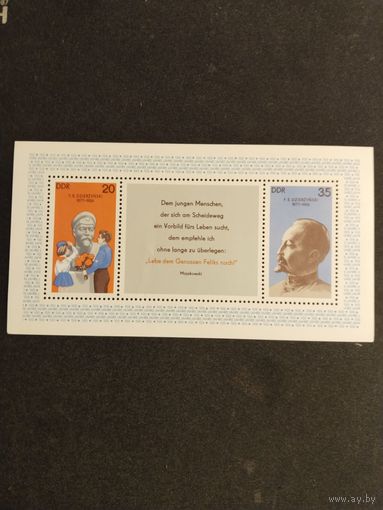 DDR 20
F. E. DZIERZYNSKI
1877-1926
Dem jungen Menschen,
der sich am Scheideweg
ein Vorbild fürs Leben sucht,
dem empfehle ich
ohne lange zu überlegen:
„Lebe dem Genossen Feliks nach!"
Majakowski
DDR 35
F. E. DZIERZYNSKI
1877-1926
www.ay.by